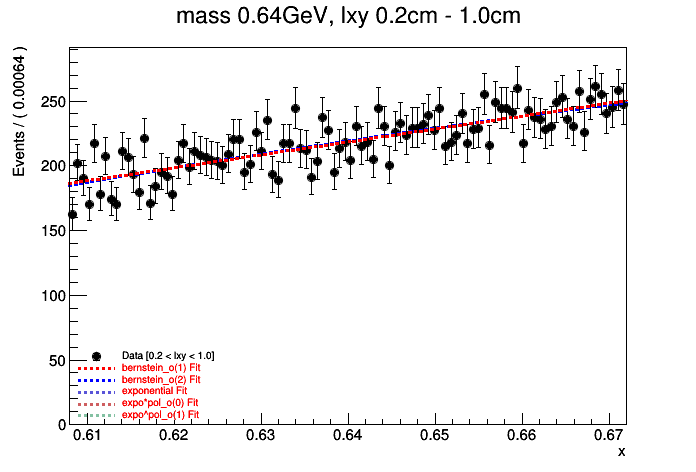 mass 0.64GeV, lxy 0.2cm - 1.0cm
Events / ( 0.00064 )
250
200
150
100
50
0
Data [0.2 < lxy < 1.0]
bernstein_o(1) Fit
bernstein_o(2) Fit
exponential Fit
expo*pol_o(0) Fit
expo^pol_o(1) Fit
0.61 0.62 0.63 0.64 0.65 0.66 0.67
x